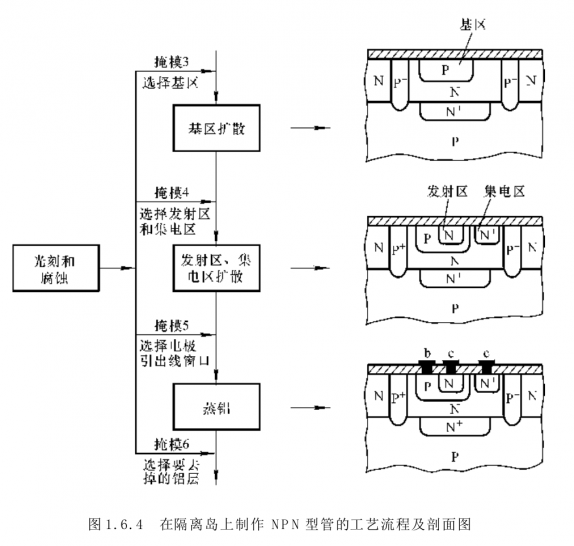 基区
掩模3
选择基区
N
P⁻
P
N
P⁻
N
N⁺
P
基区扩散
掩模4
选择发射区
和集电区
发射区
集电区
光刻和
腐蚀
发射区、集
电区扩散
N
P⁺
P
N
N⁺
P⁻
N
N
N⁺
P
掩模5
选择电极
引出线窗口
b
c
c
蒸铝
N
P⁺
P
N
N⁺
P⁻
N
N⁺
P
掩模6
选择要去
掉的铝层
图 1.6.4 在隔离岛上制作 NPN 型管的工艺流程及剖面图